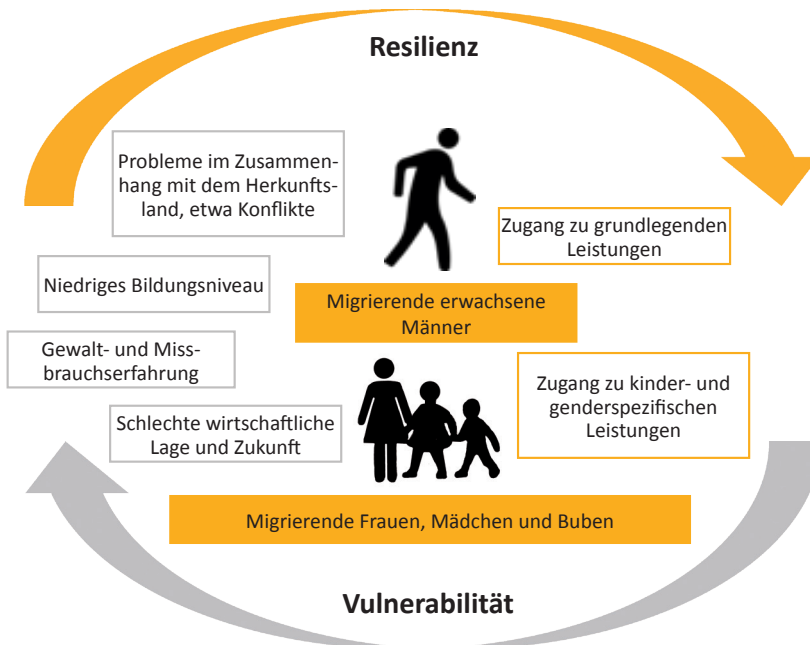 Resilienz
Probleme im Zusammen-
hang mit dem Herkunfts-
land, etwa Konflikte
Zugang zu grundlegenden
Leistungen
Niedriges Bildungsniveau
Migrierende erwachsene
Männer
Gewalt- und Miss-
brauchserfahrung
Zugang zu kinder- und
genderspezifischen
Leistungen
Schlechte wirtschaftliche
Lage und Zukunft
Migrierende Frauen, Mädchen und Buben
Vulnerabilität